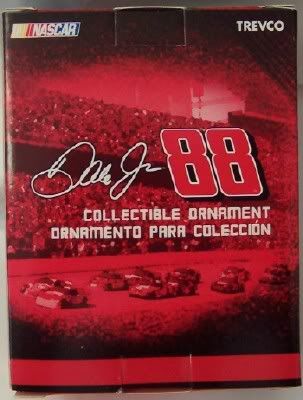 NASCAR
TREVCO
Dale Jr 88
COLLECTIBLE ORNAMENT
ORNAMENTO PARA COLECCIÓN